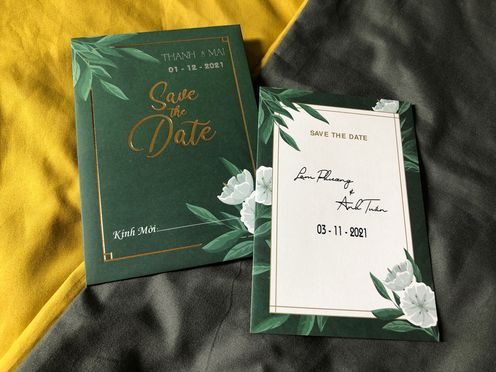 THANH & MAI
01 - 12 - 2021
Save
the
Date
Kính Mời:
SAVE THE DATE
Lam Phuong
&
Anh Tuấn
03 - 11 - 2021